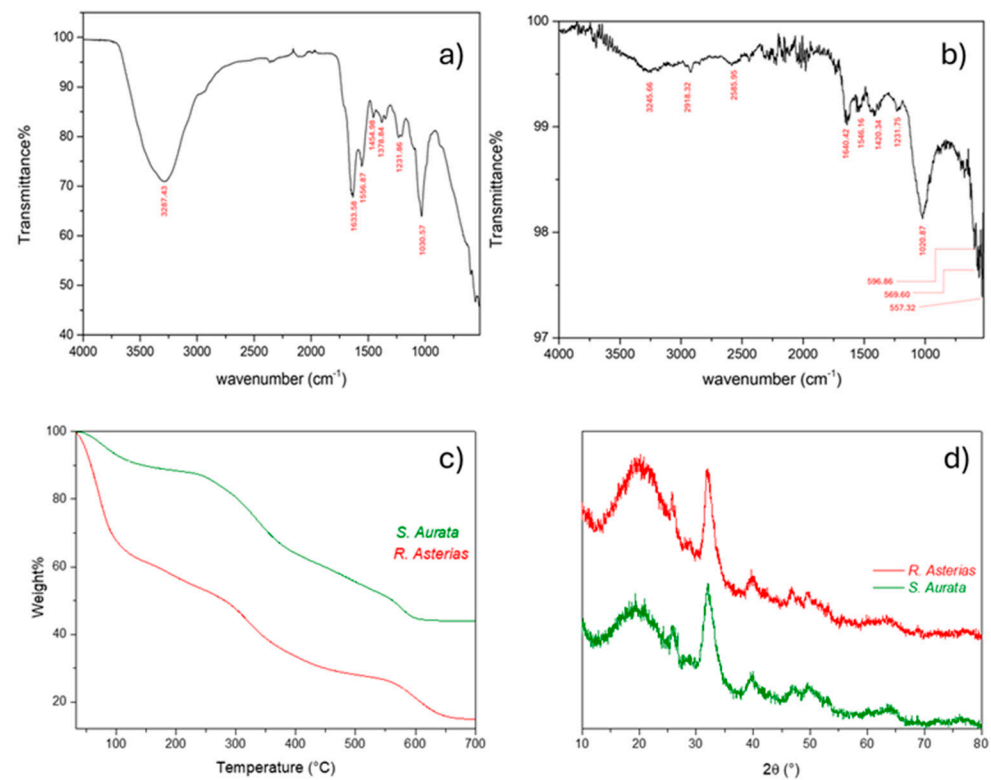 a)
Transmittance%
100
90
80
70
60
50
40
3287.43
1633.58
1556.87
1454.98
1378.84
1231.86
1030.57
4000 3500 3000 2500 2000 1500 1000
wavenumber (cm⁻¹)
b)
Transmittance%
100
99
98
97
3245.66
2918.32
2585.95
1640.42
1546.16
1420.34
1231.75
1020.87
596.86
569.60
557.32
4000 3500 3000 2500 2000 1500 1000
wavenumber (cm⁻¹)
c)
Weight%
100
80
60
40
20
S. Aurata
R. Asterias
100 200 300 400 500 600 700
Temperature (°C)
d)
R. Asterias
S. Aurata
10 20 30 40 50 60 70 80
2θ (°)